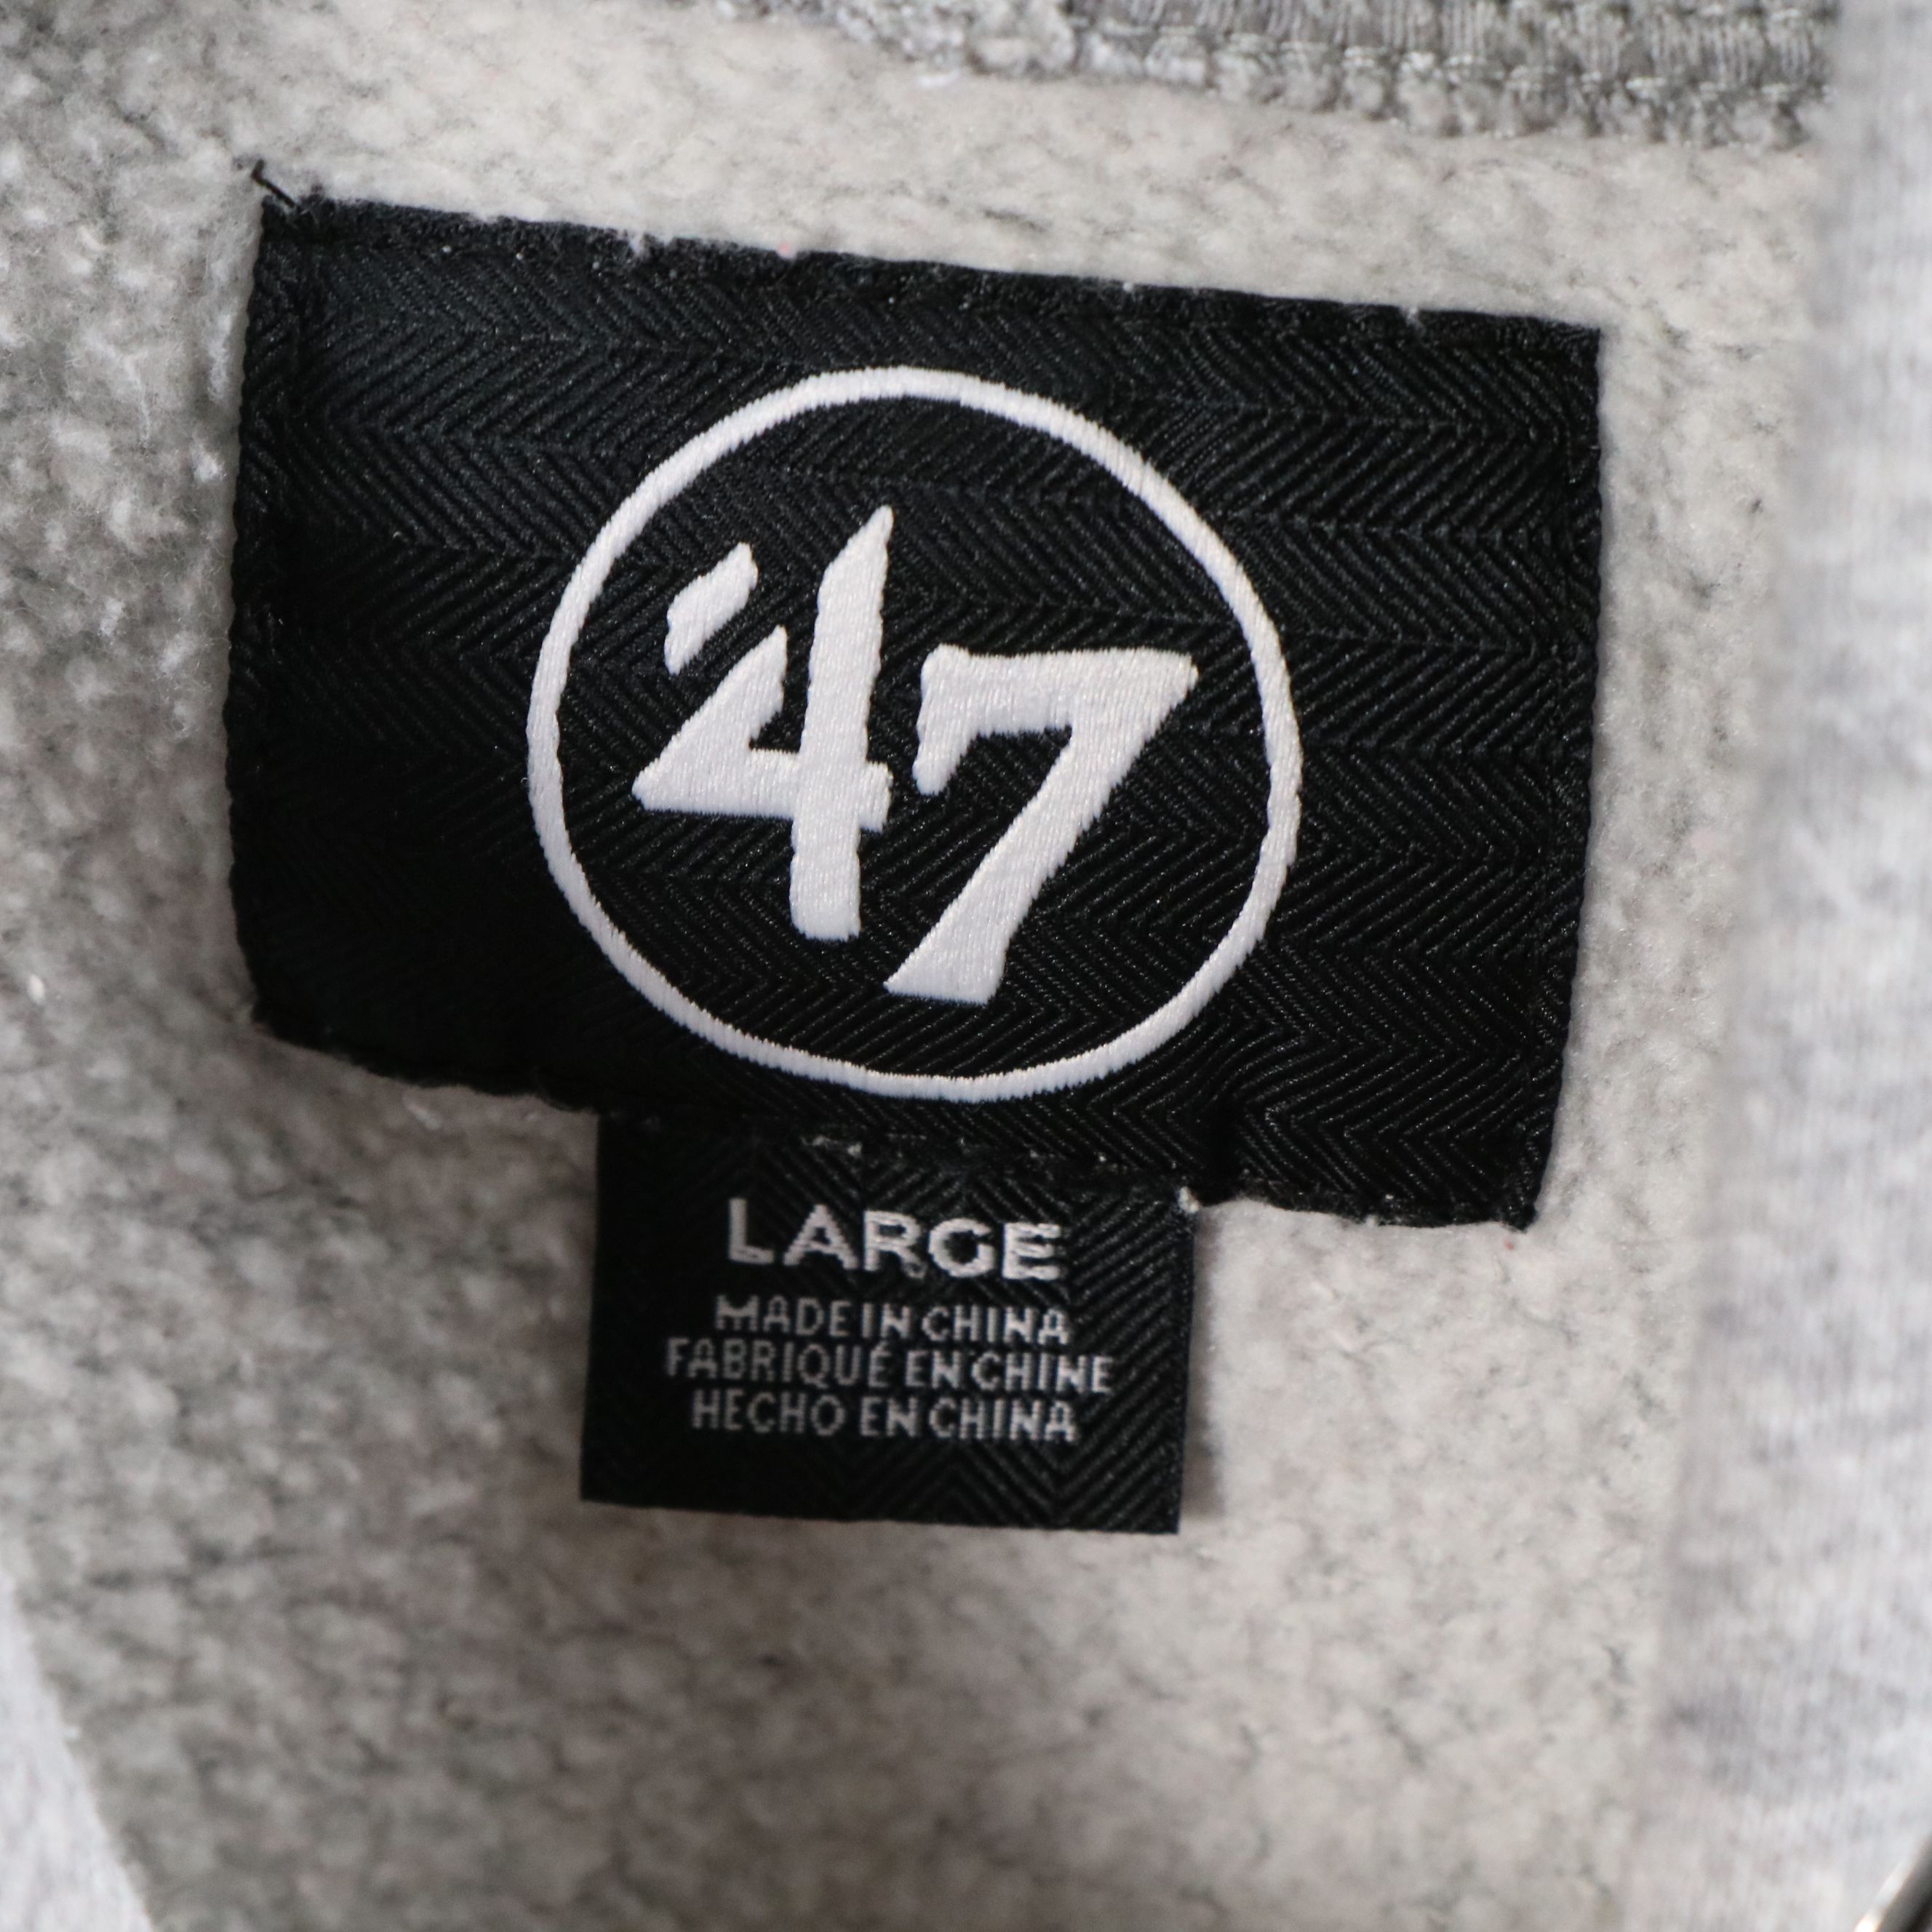 '47
LARGE
MADE IN CHINA
FABRIQUÉ EN CHINE
HECHO EN CHINA